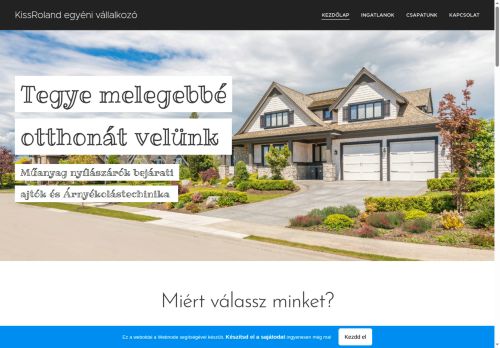 KissRoland egyéni vállalkozó
KEZDŐLAP INGATLANOK CSAPATUNK KAPCSOLAT
Tegye melegebbé
otthonát velünk
Műanyag nyílászárók bejárati
ajtók és Árnyékolástechinika
Miért válassz minket?
Ez a weboldal a Webnode segítségével készült. Készítsd el a sajátodat ingyenesen még ma! Kezdd el